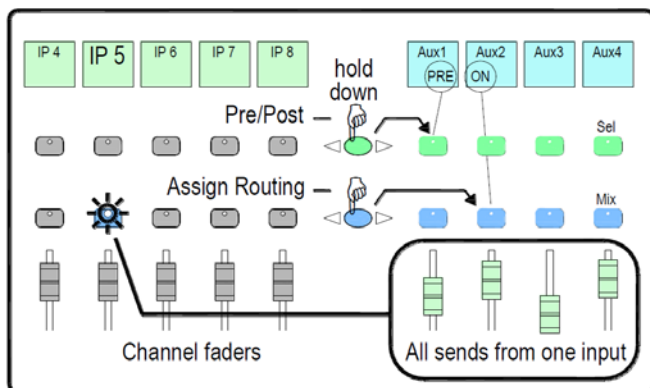 IP 4 IP 5 IP 6 IP 7 IP 8 Aux1 Aux2 Aux3 Aux4
PRE ON
hold
down
Pre/Post
Sel
Assign Routing
Mix
Channel faders
All sends from one input